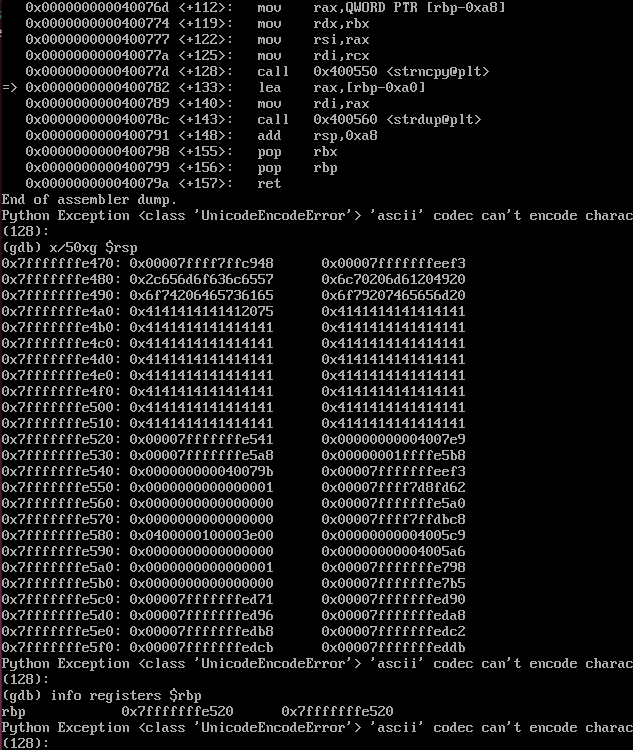 0x000000000040076d <+112>: mov rax,QWORD PTR [rbp-0xa8]
0x0000000000400774 <+119>: mov rdx,rbx
0x0000000000400777 <+122>: mov rsi,rax
0x000000000040077a <+125>: mov rdi,rcx
0x000000000040077d <+128>: call 0x400550 <strncpy@plt>
=> 0x0000000000400782 <+133>: lea rax,[rbp-0xa0]
0x0000000000400789 <+140>: mov rdi,rax
0x000000000040078c <+143>: call 0x400560 <strdup@plt>
0x0000000000400791 <+148>: add rsp,0xa8
0x0000000000400798 <+155>: pop rbx
0x0000000000400799 <+156>: pop rbp
0x000000000040079a <+157>: ret
End of assembler dump.
Python Exception <class 'UnicodeEncodeError'> 'ascii' codec can't encode charac
(128):
(gdb) x/50xg $rsp
0x7fffffffe470: 0x00007ffff7ffc948 0x00007fffffffeef3
0x7fffffffe480: 0x2c656d6f636c6557 0x6c70206d61204920
0x7fffffffe490: 0x6f74206465736165 0x6f79207465656d20
0x7fffffffe4a0: 0x4141414141412075 0x4141414141414141
0x7fffffffe4b0: 0x4141414141414141 0x4141414141414141
0x7fffffffe4c0: 0x4141414141414141 0x4141414141414141
0x7fffffffe4d0: 0x4141414141414141 0x4141414141414141
0x7fffffffe4e0: 0x4141414141414141 0x4141414141414141
0x7fffffffe4f0: 0x4141414141414141 0x4141414141414141
0x7fffffffe500: 0x4141414141414141 0x4141414141414141
0x7fffffffe510: 0x4141414141414141 0x4141414141414141
0x7fffffffe520: 0x00007fffffffe541 0x00000000004007e9
0x7fffffffe530: 0x00007fffffffe5a8 0x00000001ffffe5b8
0x7fffffffe540: 0x000000000040079b 0x00007fffffffeef3
0x7fffffffe550: 0x0000000000000001 0x00007ffff7d8fd62
0x7fffffffe560: 0x0000000000000000 0x00007fffffffe5a0
0x7fffffffe570: 0x0000000000000000 0x00007ffff7ffdbc8
0x7fffffffe580: 0x0400000100003e00 0x00000000004005c9
0x7fffffffe590: 0x0000000000000000 0x00000000004005a6
0x7fffffffe5a0: 0x0000000000000001 0x00007fffffffe798
0x7fffffffe5b0: 0x0000000000000000 0x00007fffffffe7b5
0x7fffffffe5c0: 0x00007fffffffed71 0x00007fffffffed90
0x7fffffffe5d0: 0x00007fffffffed96 0x00007fffffffeda8
0x7fffffffe5e0: 0x00007fffffffedb8 0x00007fffffffedc2
0x7fffffffe5f0: 0x00007fffffffedcb 0x00007fffffffeddb
Python Exception <class 'UnicodeEncodeError'> 'ascii' codec can't encode charac
(128):
(gdb) info registers $rbp
rbp 0x7fffffffe520 0x7fffffffe520
Python Exception <class 'UnicodeEncodeError'> 'ascii' codec can't encode charac
(128):